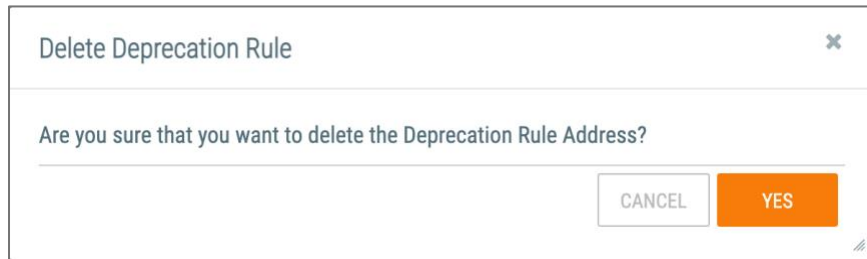 Delete Deprecation Rule
Are you sure that you want to delete the Deprecation Rule Address?
CANCEL YES